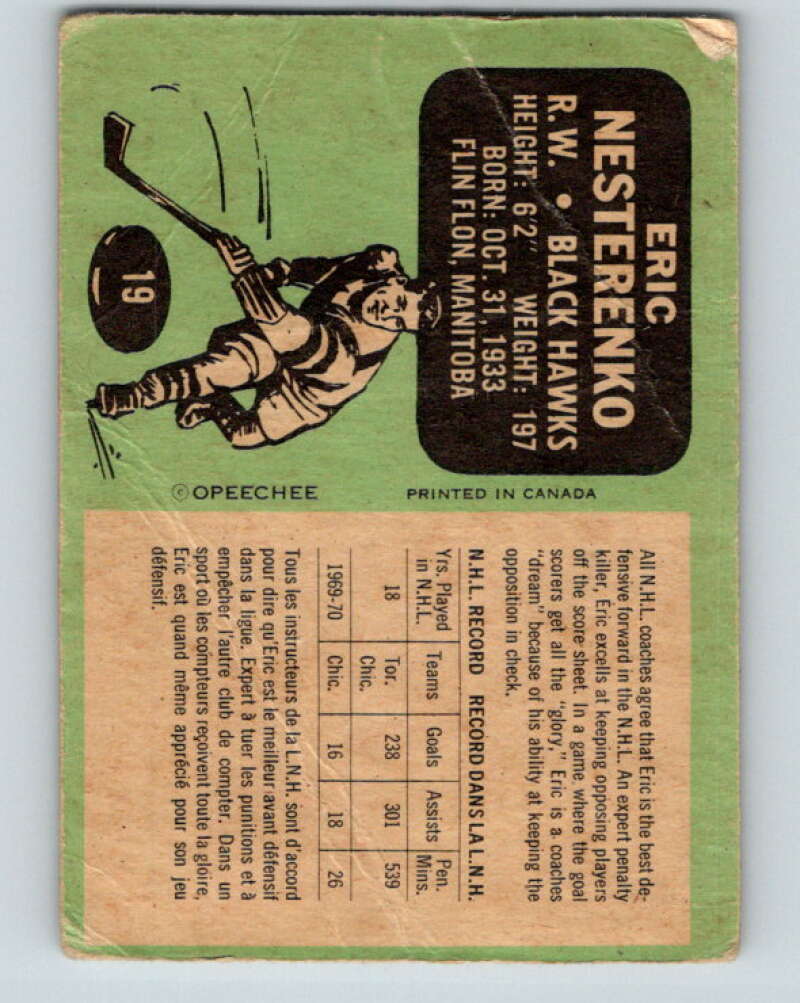 ERIC
NESTERENKO
R.W. • BLACK HAWKS
HEIGHT: 6'2" WEIGHT: 197
BORN: OCT. 31, 1933
FLIN FLON, MANITOBA
19
© OPEECHEE
PRINTED IN CANADA
All N.H.L. coaches agree that Eric is the best de-
fensive forward in the N.H.L. An expert penalty
killer, Eric excells at keeping opposing players
off the score sheet. In a game where the goal
scorers get all the "glory," Eric is a coaches
"dream" because of his ability at keeping the
opposition in check.
N.H.L. RECORD RECORD DANS LA L.N.H.
Yrs. Played in N.H.L. Teams Goals Assists Pen. Mins.
18 Tor. 238 301 539
Chic.
1969-70 Chic. 16 18 26
Tous les instructeurs de la L.N.H. sont d'accord
pour dire qu'Eric est le meilleur avant défensif
dans la ligue. Expert à tuer les punitions et à
empêcher l'autre club de compter. Dans un
sport où les compteurs reçoivent toute la gloire,
Eric est quand même apprécié pour son jeu
défensif.